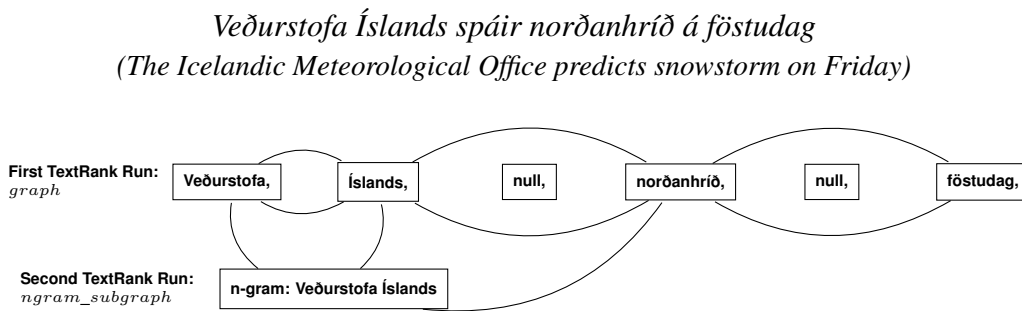 Veðurstofa Íslands spáir norðanhríð á föstudag
(The Icelandic Meteorological Office predicts snowstorm on Friday)
First TextRank Run:
graph
Veðurstofa,
Íslands,
null,
norðanhríð,
null,
föstudag,
Second TextRank Run:
ngram_subgraph
n-gram: Veðurstofa Íslands